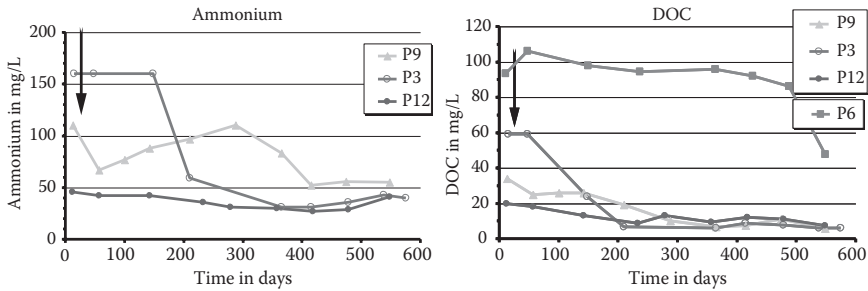 Ammonium
Ammonium in mg/L
200
150
100
50
0
0 100 200 300 400 500 600
Time in days
P9
P3
P12
DOC
DOC in mg/L
120
100
80
60
40
20
0
0 100 200 300 400 500 600
Time in days
P9
P3
P12
P6